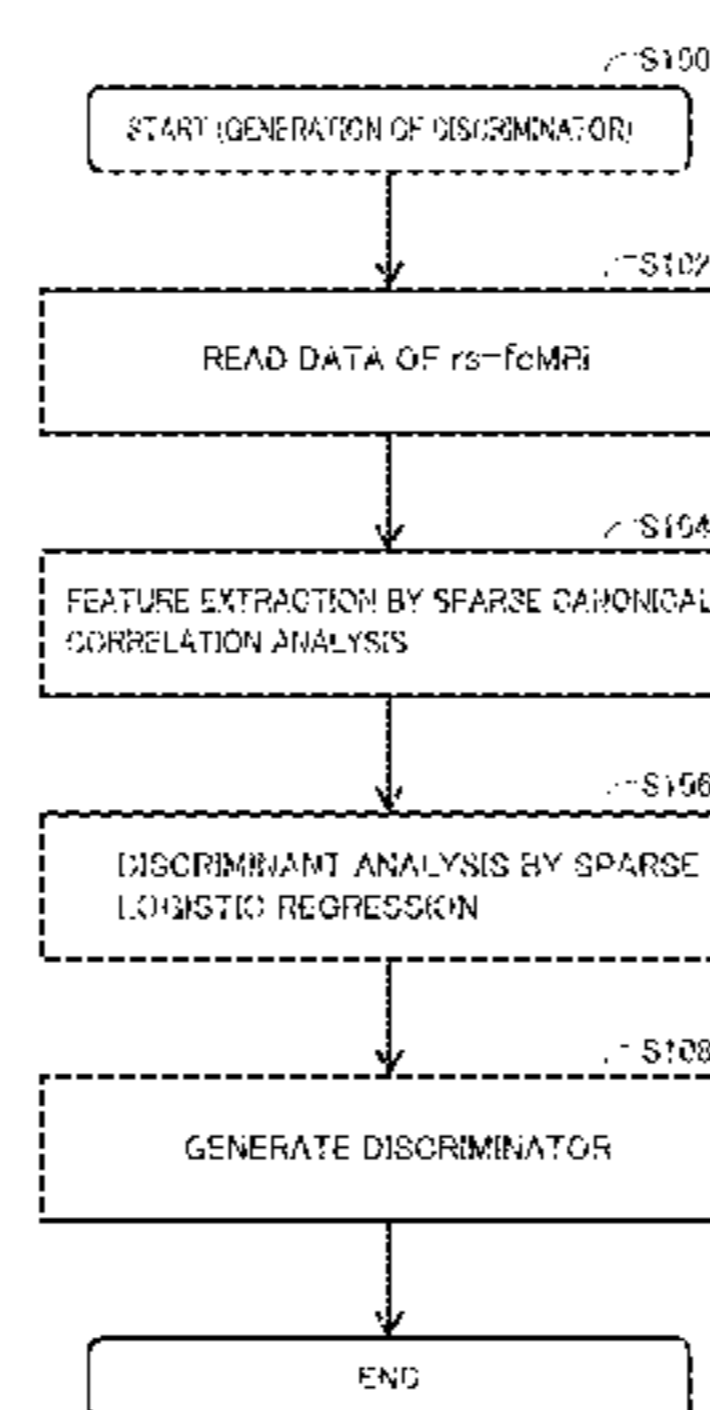 S100
START (GENERATION OF DISCRIMINATOR)
S102
READ DATA OF rs-fcMRI
S104
FEATURE EXTRACTION BY SPARSE CANONICAL
CORRELATION ANALYSIS
S106
DISCRIMINANT ANALYSIS BY SPARSE
LOGISTIC REGRESSION
S108
GENERATE DISCRIMINATOR
END